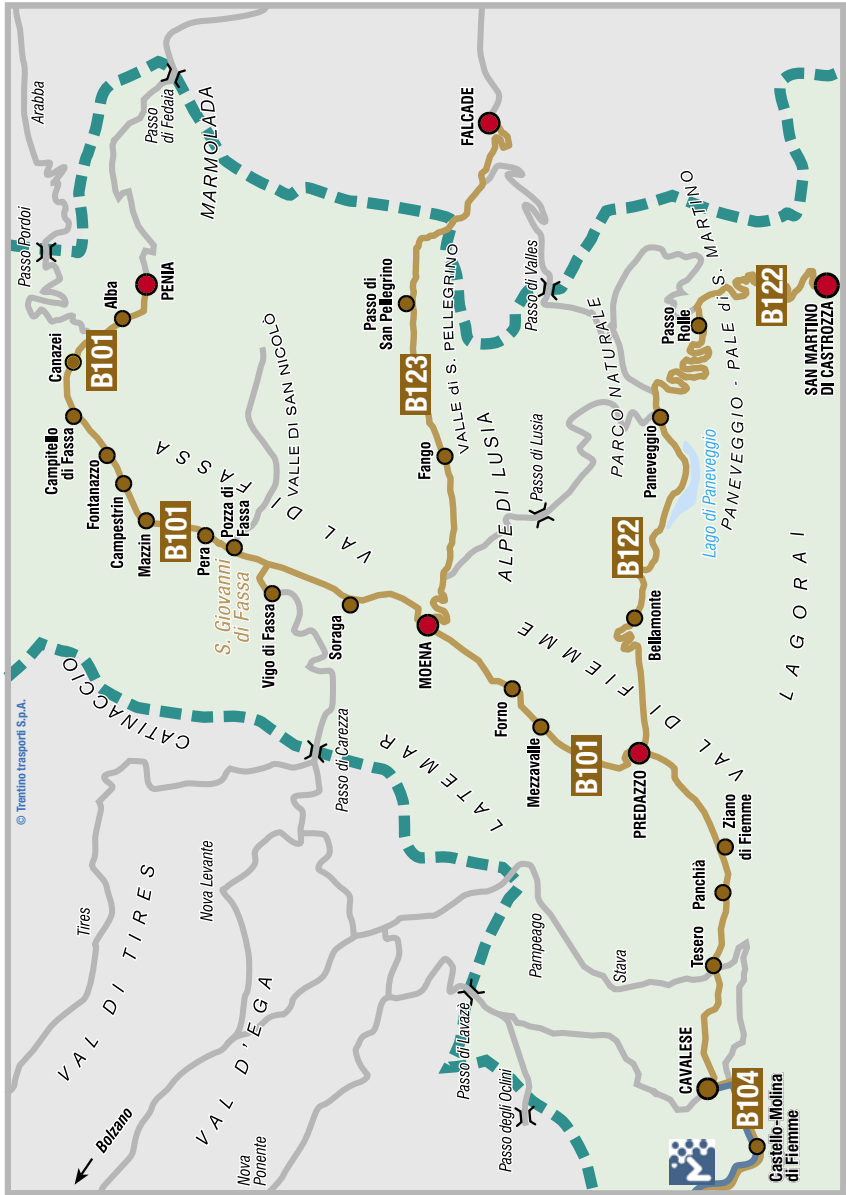 © Trentino trasporti S.p.A.
Bolzano
VAL DI TIRES
Tires
Nova Levante
VAL D'EGA
Nova
Ponente
CATINACCIO
Passo di Carezza
LATEMAR
Passo di Lavazè
Passo degli Oclini
Pampeago
Stava
Arabba
Passo Pordoi
Passo
di Fedaia
MARMOLADA
PENIA
Alba
Canazei
B101
Campitello
di Fassa
Fontanazzo
Campestrin
Mazzin
B101
Pera
Pozza di
Fassa
S. Giovanni
di Fassa
Vigo di Fassa
Soraga
VAL DI FASSA
VALLE DI SAN NICOLÒ
MOENA
FALCADE
Passo di
San Pellegrino
B123
VALLE di S. PELLEGRINO
Fango
ALPE DI LUSIA
Passo di Lusia
Passo di Valles
PARCO NATURALE
PANEVEGGIO - PALE di S. MARTINO
Forno
Mezzavalle
B101
PREDAZZO
VAL DI FIEMME
Bellamonte
B122
Paneveggio
Lago di Paneveggio
Passo
Rolle
B122
SAN MARTINO
DI CASTROZZA
LAGORAI
Ziano
di Fiemme
Panchià
Tesero
CAVALESE
B104
Castello-Molina
di Fiemme